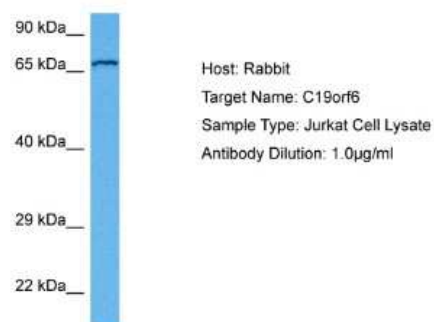 90 kDa__
65 kDa__
40 kDa__
29 kDa__
22 kDa__
Host: Rabbit
Target Name: C19orf6
Sample Type: Jurkat Cell Lysate
Antibody Dilution: 1.0µg/ml